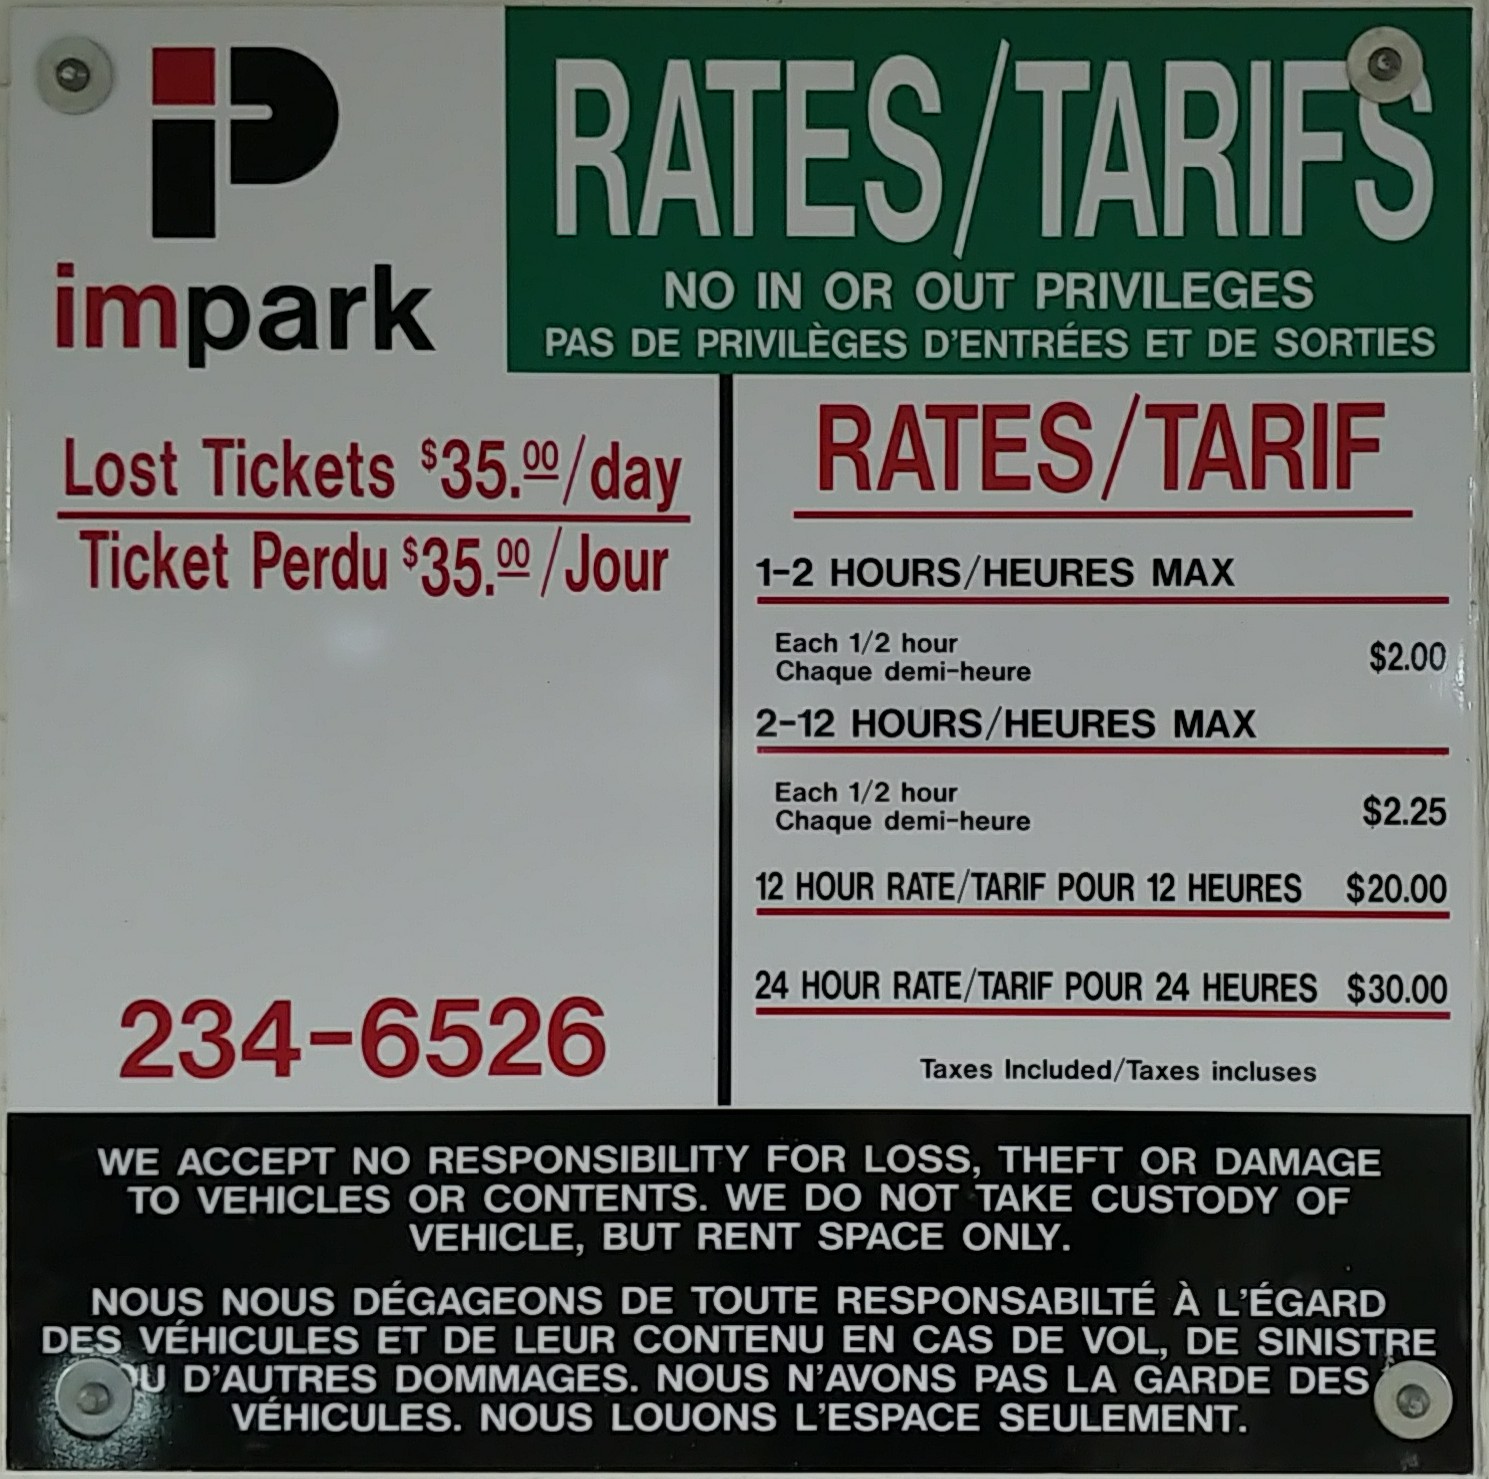 impark
RATES/TARIFS
NO IN OR OUT PRIVILEGES
PAS DE PRIVILÈGES D'ENTRÉES ET DE SORTIES
Lost Tickets $35.00/day
Ticket Perdu $35.00/Jour
234-6526
RATES/TARIF
1-2 HOURS/HEURES MAX
Each 1/2 hour
Chaque demi-heure $2.00
2-12 HOURS/HEURES MAX
Each 1/2 hour
Chaque demi-heure $2.25
12 HOUR RATE/TARIF POUR 12 HEURES $20.00
24 HOUR RATE/TARIF POUR 24 HEURES $30.00
Taxes Included/Taxes incluses
WE ACCEPT NO RESPONSIBILITY FOR LOSS, THEFT OR DAMAGE
TO VEHICLES OR CONTENTS. WE DO NOT TAKE CUSTODY OF
VEHICLE, BUT RENT SPACE ONLY.
NOUS NOUS DÉGAGEONS DE TOUTE RESPONSABILTÉ À L'ÉGARD
DES VÉHICULES ET DE LEUR CONTENU EN CAS DE VOL, DE SINISTRE
OU D'AUTRES DOMMAGES. NOUS N'AVONS PAS LA GARDE DES
VÉHICULES. NOUS LOUONS L'ESPACE SEULEMENT.